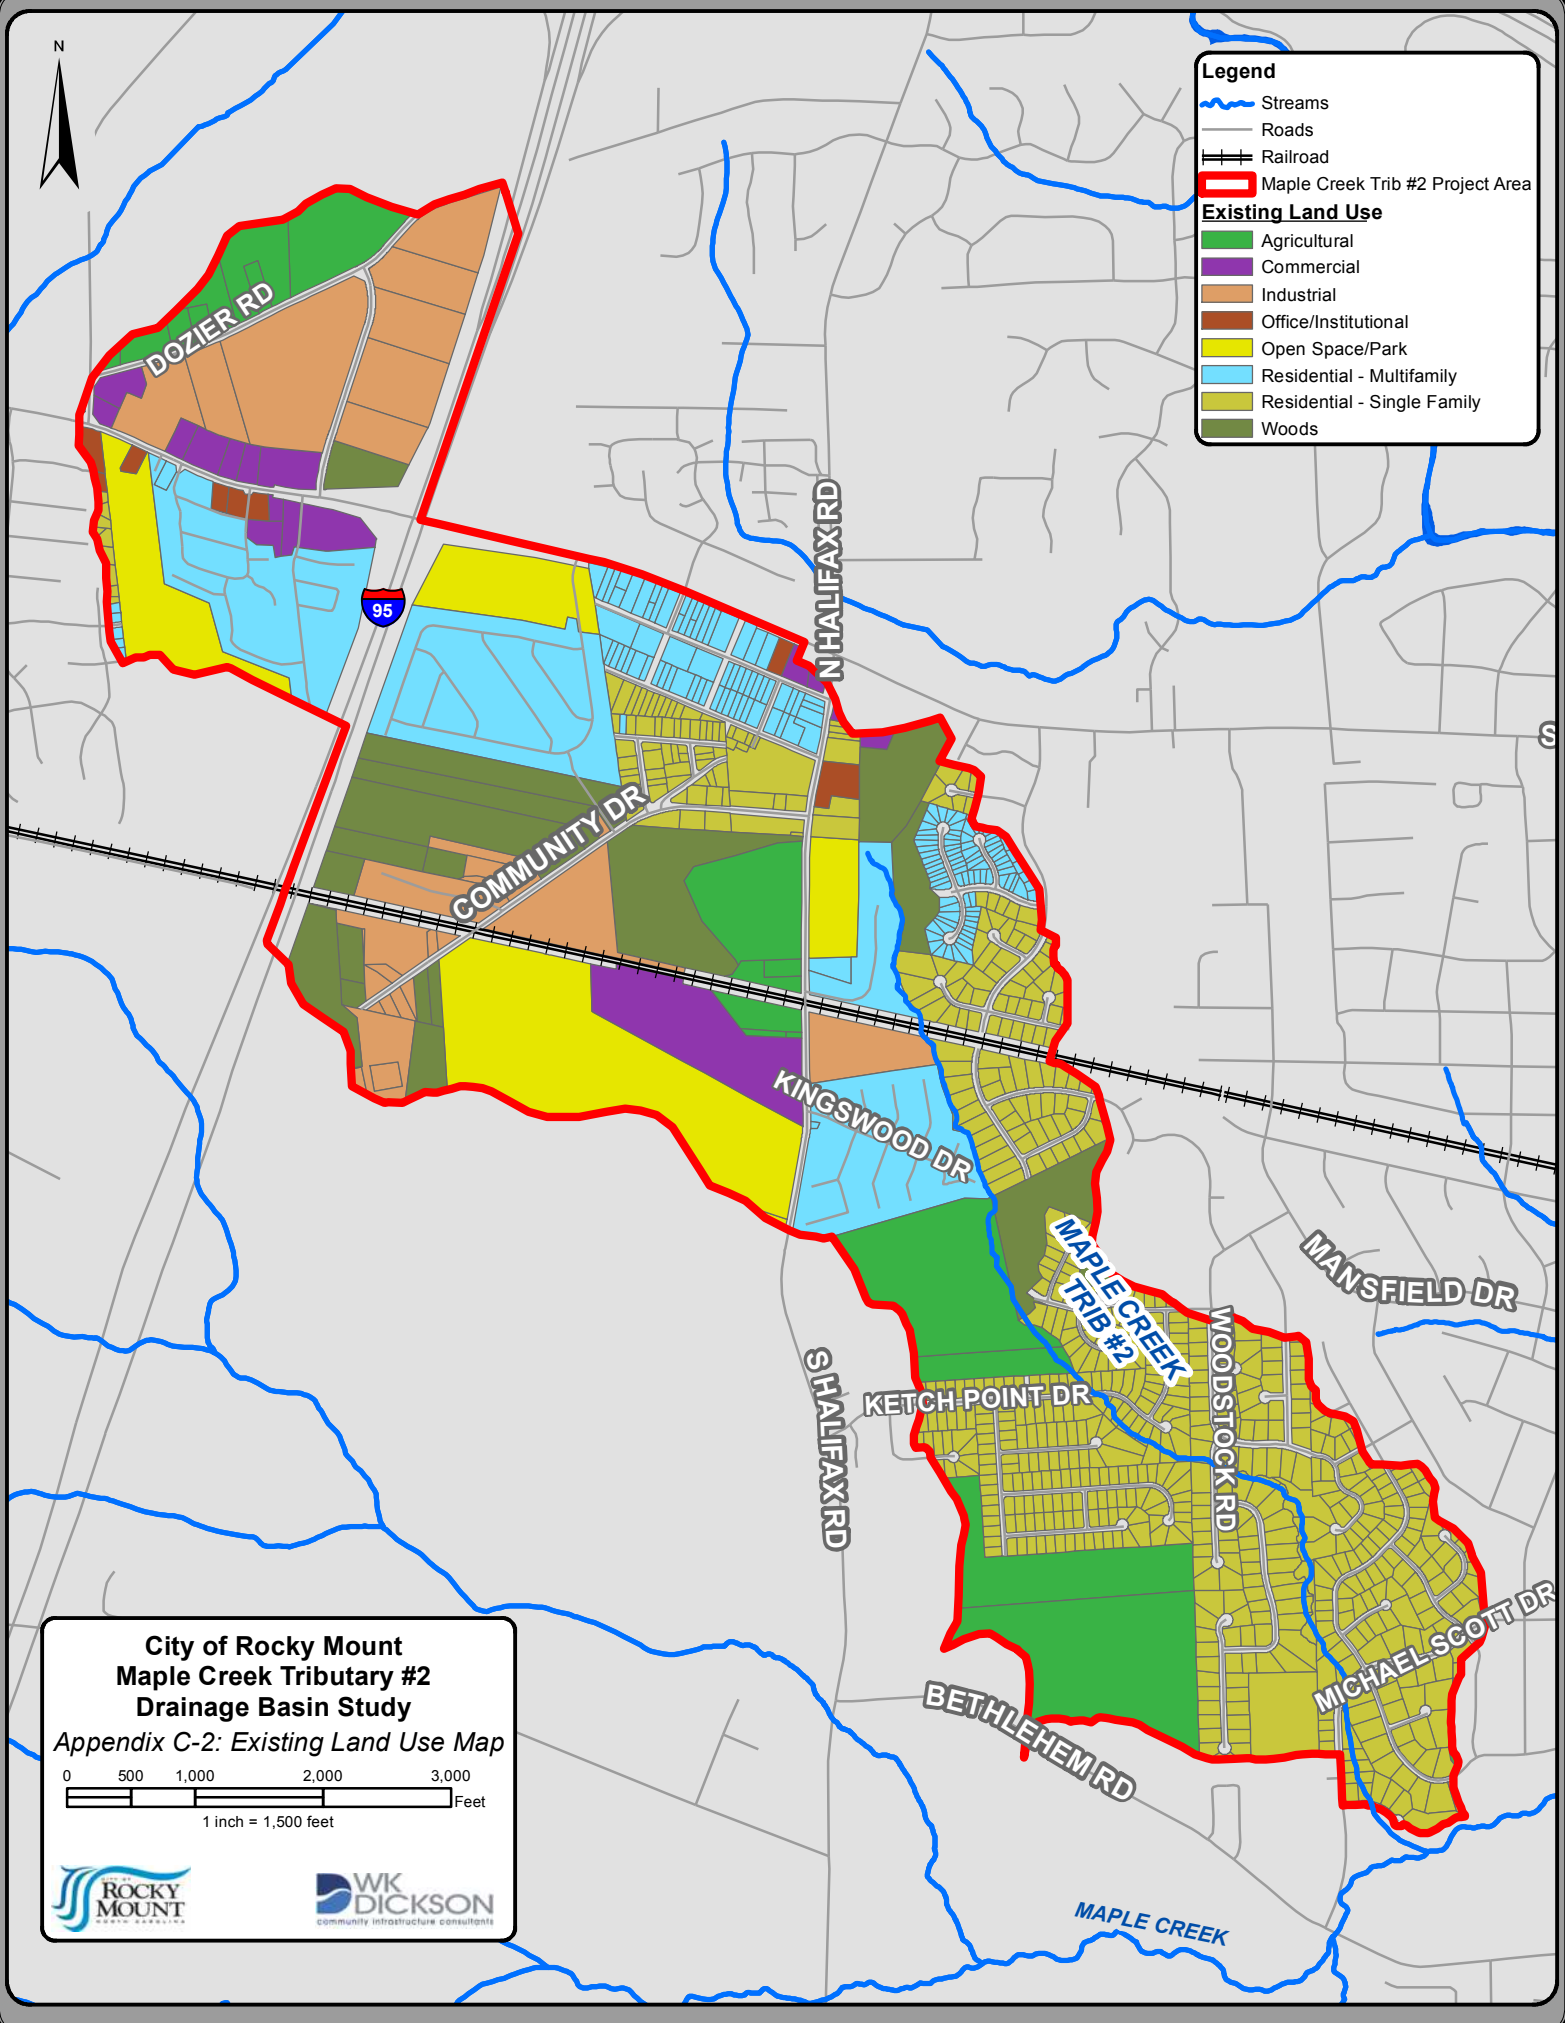 N
Legend
Streams
Roads
Railroad
Maple Creek Trib #2 Project Area
Existing Land Use
Agricultural
Commercial
Industrial
Office/Institutional
Open Space/Park
Residential - Multifamily
Residential - Single Family
Woods
DOZIER RD
N HALIFAX RD
95
S
COMMUNITY DR
KINGSWOOD DR
MAPLE CREEK
TRIB #2
MANSFIELD DR
WOODSTOCK RD
S HALIFAX RD
KETCH POINT DR
MICHAEL SCOTT DR
BETHLEHEM RD
MAPLE CREEK
City of Rocky Mount
Maple Creek Tributary #2
Drainage Basin Study
Appendix C-2: Existing Land Use Map
0 500 1,000 2,000 3,000
Feet
1 inch = 1,500 feet
CITY OF
ROCKY
MOUNT
NORTH CAROLINA
WK
DICKSON
community infrastructure consultants